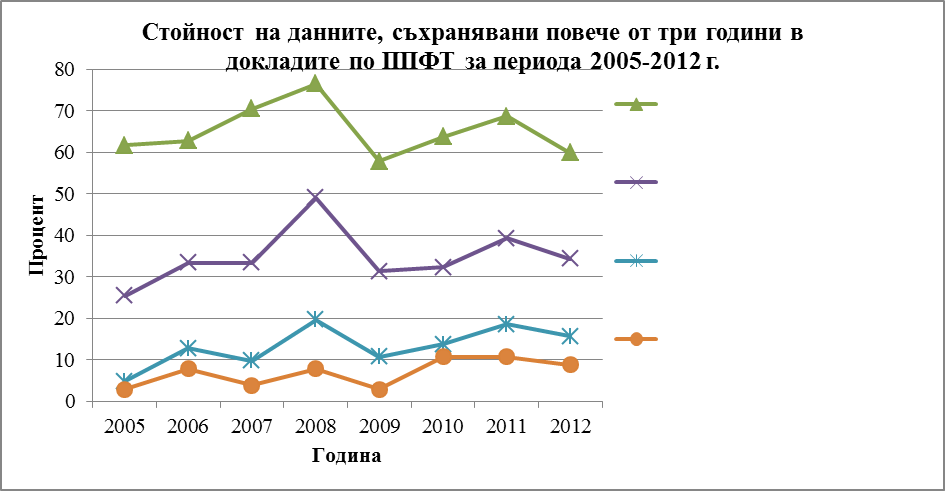 Стойност на данните, съхранявани повече от три години в
докладите по ППФТ за периода 2005-2012 г.
80
70
60
50
40
30
20
10
0
Процент
2005 2006 2007 2008 2009 2010 2011 2012
Година